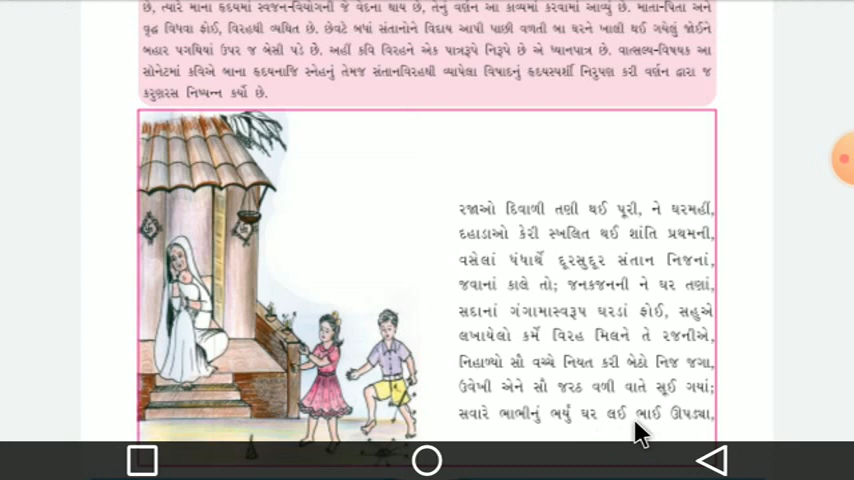 છે, ત્યારે માના હૃદયમાં સ્વજન-વિયોગની જે વેદના થાય છે, તેનું વર્ણન આ કાવ્યમાં કરવામાં આવ્યું છે. માતા-પિતા અને
વૃદ્ધ વિધવા ફોઈ, વિરહથી વ્યથિત છે. છેવટે બધાં સંતાનોને વિદાય આપી પાછી વળતી બા ઘરને ખાલી થઈ ગયેલું જોઈને
બહાર પગથિયાં ઉપર જ બેસી પડે છે. અહીં કવિ વિરહને એક પાત્રરૂપે નિરૂપે છે એ ધ્યાનપાત્ર છે. વાત્સલ્ય-વિષયક આ
સોનેટમાં કવિએ બાના હૃદયનાજિ સ્નેહનું તેમજ સંતાનવિરહથી વ્યાપેલા વિષાદનું હૃદયસ્પર્શી નિરૂપણ કરી વર્ણન દ્વારા જ
કરુણરસ નિષ્પન્ન કર્યો છે.
રજાઓ દિવાળી તણી થઈ પૂરી, ને ઘરમહીં,
દહાડાઓ કેરી સ્ખલિત થઈ શાંતિ પ્રથમની,
વસેલાં ધંધાર્થે દૂરસુદૂર સંતાન નિજનાં,
જવાનાં કાલે તો; જનકજનની ને ઘર તણાં,
સદાનાં ગંગામાસ્વરૂપ ઘરડાં ફોઈ, સહુએ
લખાયેલો કર્મે વિરહ મિલને તે રજનીએ,
નિહાળ્યો સૌ વચ્ચે નિયત કરી બેઠો નિજ જગા,
ઉવેખી એને સૌ જરઠ વળી વાતે સૂઈ ગયાં;
સવારે ભાભીનું ભર્યું ઘર લઈ ભાઈ ઊપડ્યા,